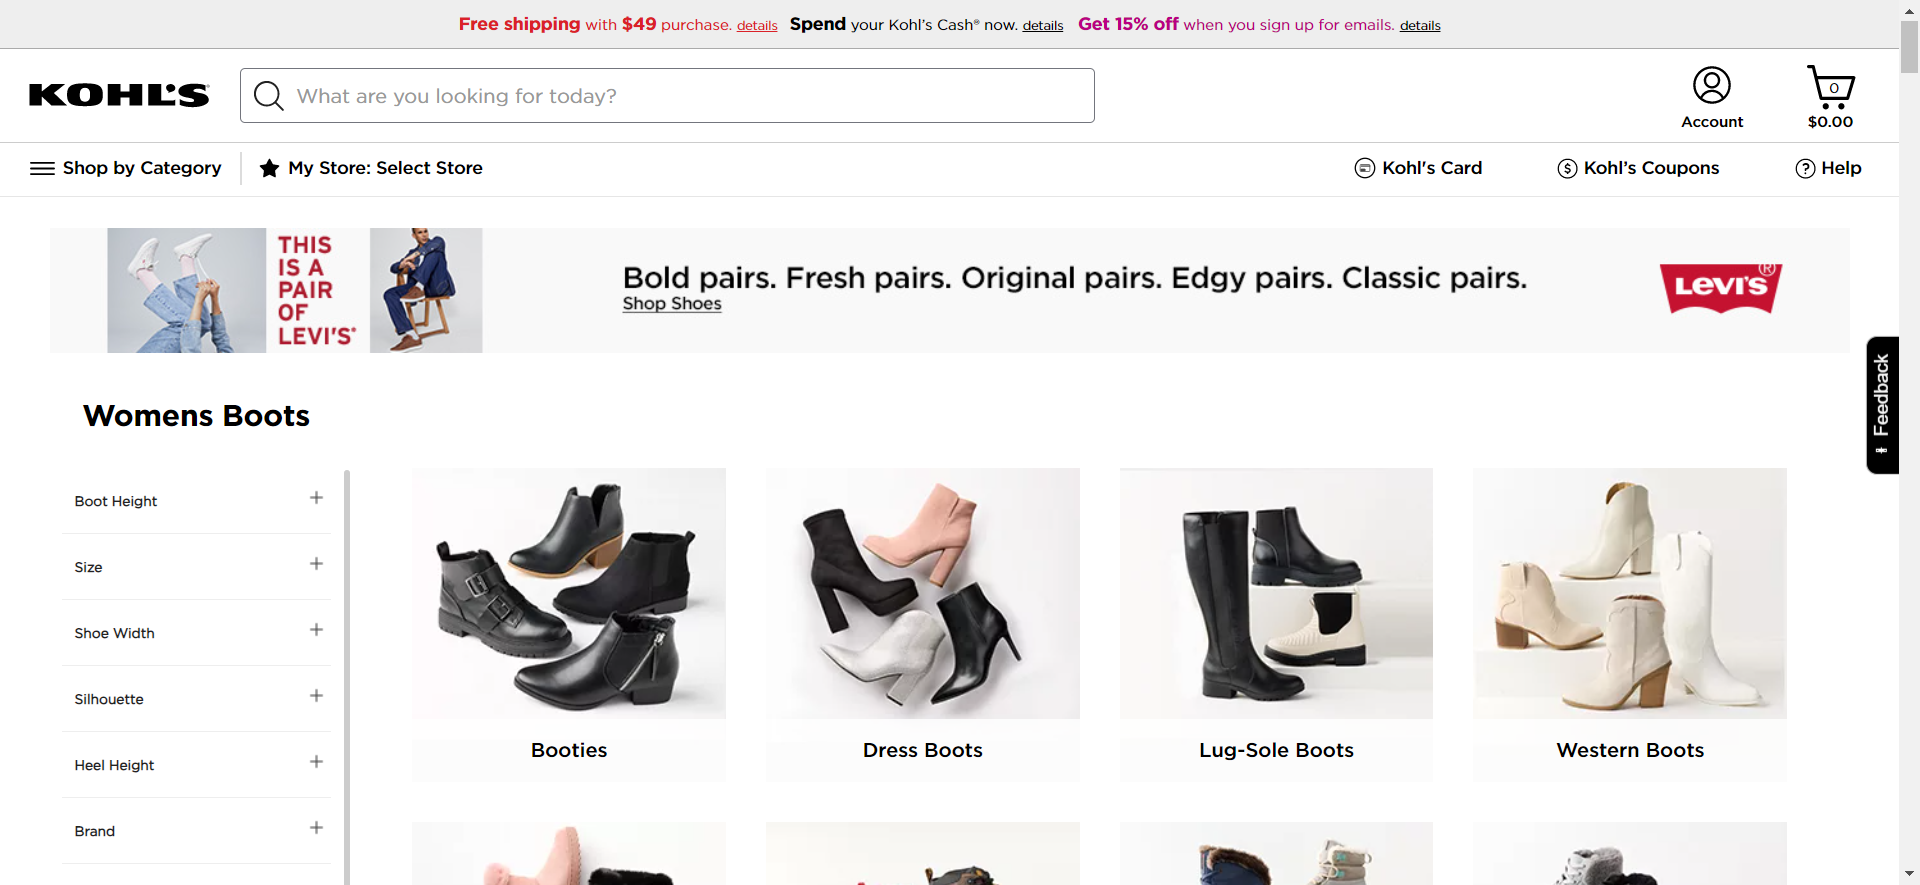 Free shipping with $49 purchase. details Spend your Kohl's Cash® now. details Get 15% off when you sign up for emails. details
KOHL'S
What are you looking for today?
Account
0
$0.00
Shop by Category
My Store: Select Store
Kohl's Card
Kohl’s Coupons
Help
THIS
IS A
PAIR
OF
LEVI'S®
Bold pairs. Fresh pairs. Original pairs. Edgy pairs. Classic pairs.
Shop Shoes
LEVI'S®
Feedback
Womens Boots
Boot Height
Size
Shoe Width
Silhouette
Heel Height
Brand
Booties
Dress Boots
Lug-Sole Boots
Western Boots